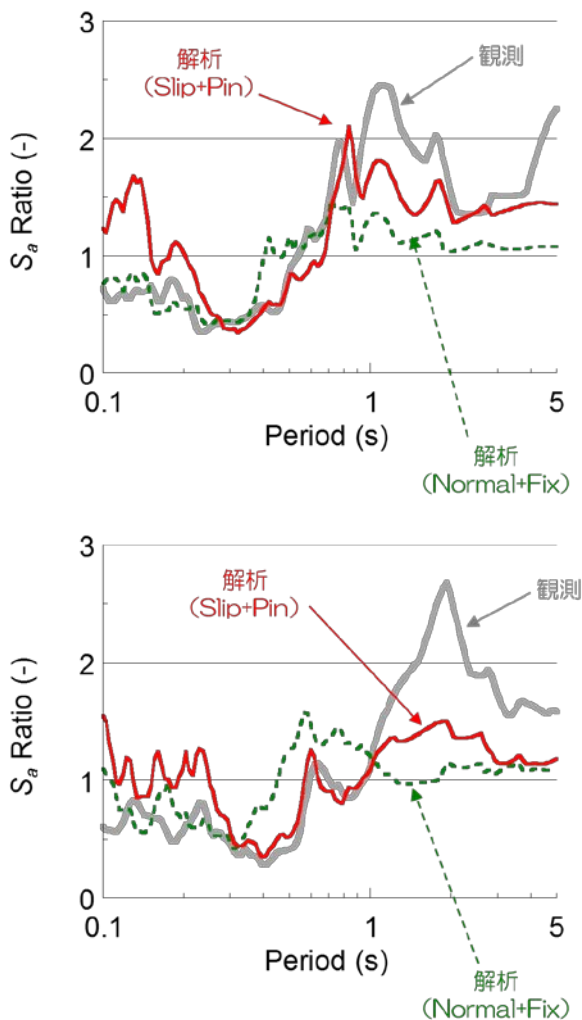 3
2
1
0
Sa Ratio (-)
解析
(Slip+Pin)
観測
0.1
1
5
Period (s)
解析
(Normal+Fix)
3
2
1
0
Sa Ratio (-)
解析
(Slip+Pin)
観測
0.1
1
5
Period (s)
解析
(Normal+Fix)